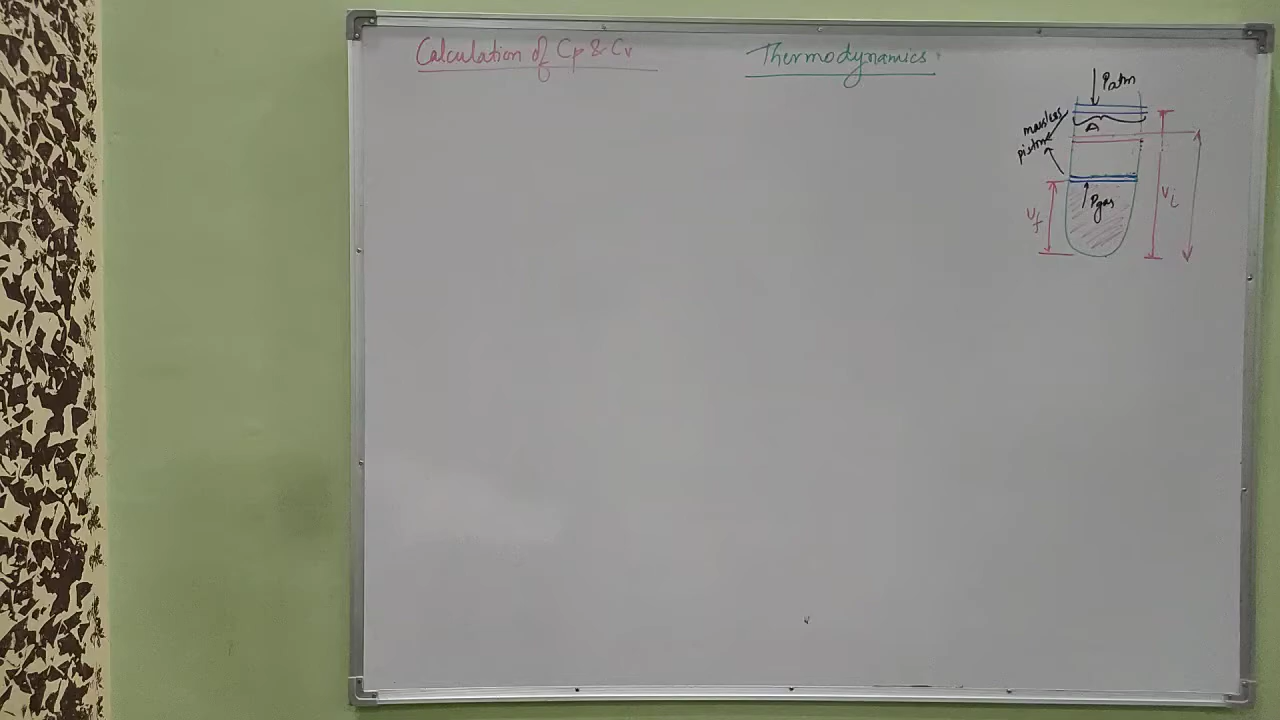 Calculation of Cp & Cv
Thermodynamics
Patm
massless
piston
A
Pgas
Vf
Vi